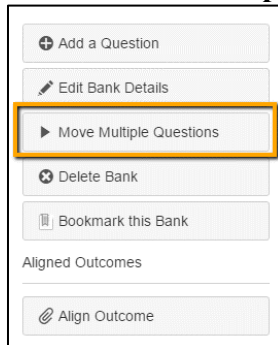 Add a Question
Edit Bank Details
Move Multiple Questions
Delete Bank
Bookmark this Bank
Aligned Outcomes
Align Outcome